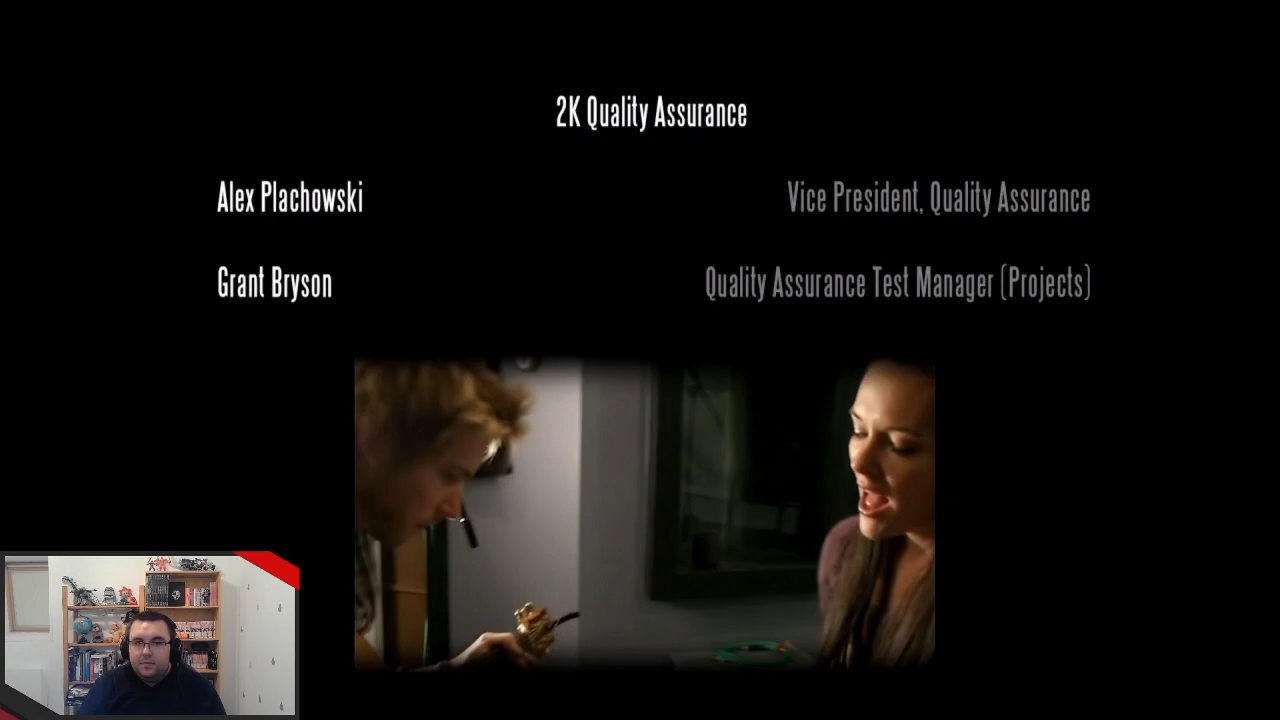 2K Quality Assurance
Alex Plachowski Vice President, Quality Assurance
Grant Bryson Quality Assurance Test Manager (Projects)